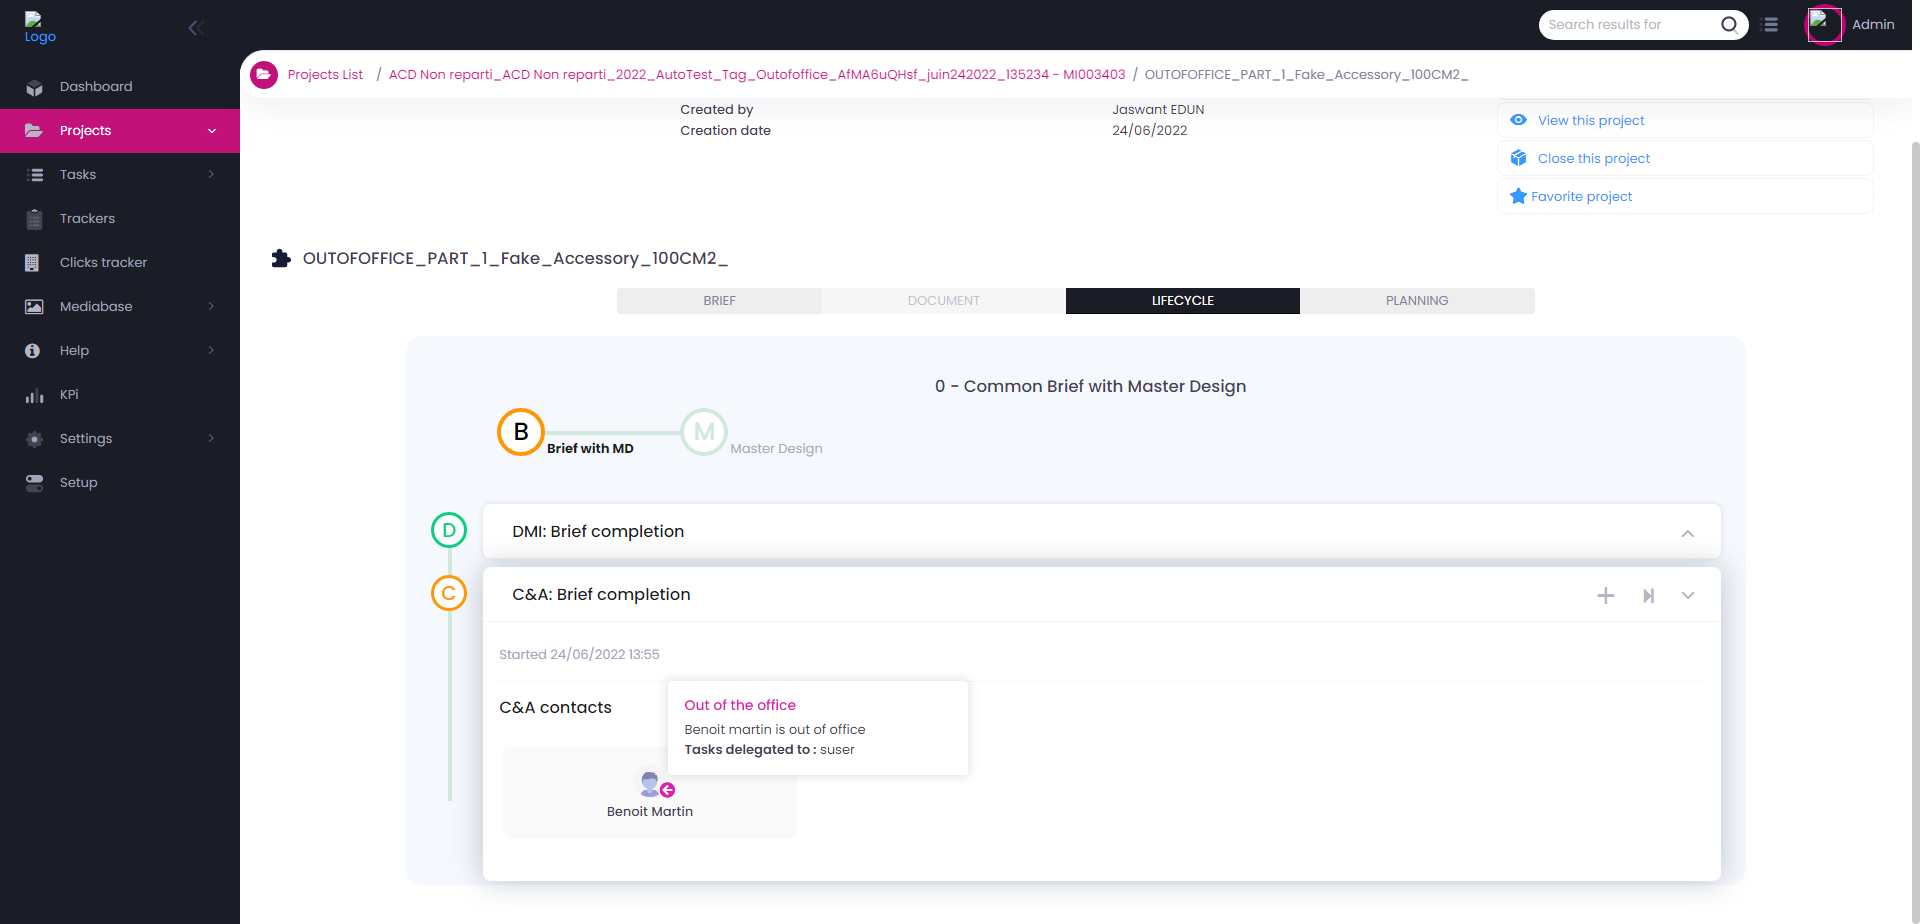 Logo
Search results for
Admin
Projects List / ACD Non reparti_ACD Non reparti_2022_AutoTest_Tag_Outofoffice_AfMA6uQHsf_juin242022_135234 - MI003403 / OUTOFOFFICE_PART_1_Fake_Accessory_100CM2_
Dashboard
Projects
Tasks
Trackers
Clicks tracker
Mediabase
Help
KPi
Settings
Setup
Created by Jaswant EDUN
Creation date 24/06/2022
View this project
Close this project
Favorite project
OUTOFOFFICE_PART_1_Fake_Accessory_100CM2_
BRIEF DOCUMENT LIFECYCLE PLANNING
0 - Common Brief with Master Design
B Brief with MD M Master Design
D DMI: Brief completion
C C&A: Brief completion
Started 24/06/2022 13:55
C&A contacts
Out of the office
Benoit martin is out of office
Tasks delegated to : suser
Benoit Martin